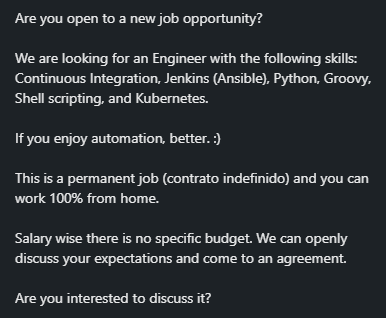 Are you open to a new job opportunity?
We are looking for an Engineer with the following skills:
Continuous Integration, Jenkins (Ansible), Python, Groovy,
Shell scripting, and Kubernetes.
If you enjoy automation, better. :)
This is a permanent job (contrato indefinido) and you can
work 100% from home.
Salary wise there is no specific budget. We can openly
discuss your expectations and come to an agreement.
Are you interested to discuss it?